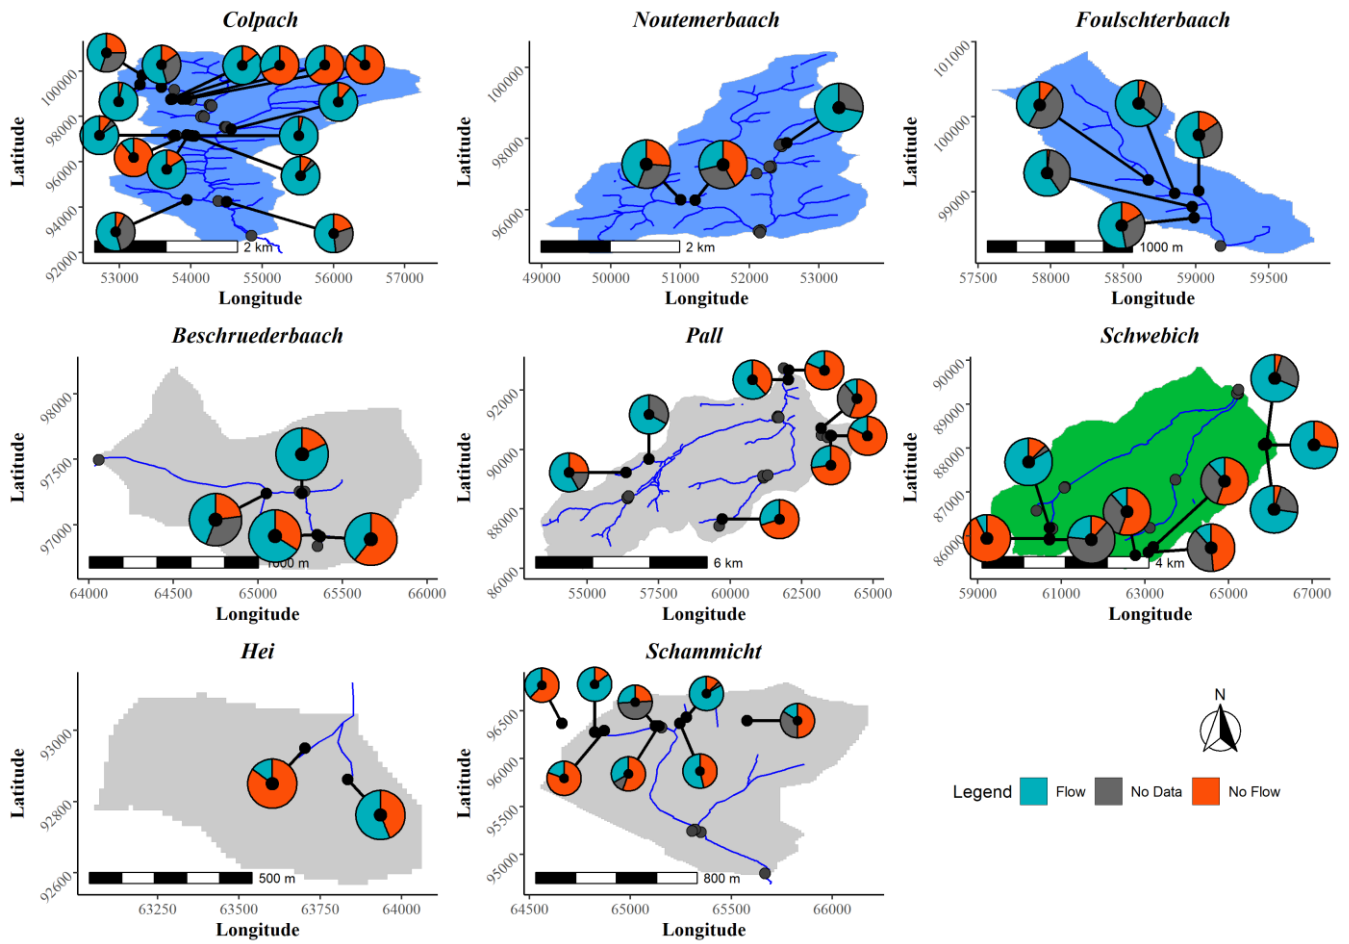 Colpach
Latitude
100000
98000
96000
94000
92000
2 km
53000 54000 55000 56000 57000
Longitude
Noutemerbaach
Latitude
100000
98000
96000
2 km
49000 50000 51000 52000 53000
Longitude
Foulschterbaach
Latitude
101000
100000
99000
1000 m
57500 58000 58500 59000 59500
Longitude
Beschruederbaach
Latitude
98000
97500
97000
1000 m
64000 64500 65000 65500 66000
Longitude
Pall
Latitude
92000
90000
88000
86000
6 km
55000 57500 60000 62500 65000
Longitude
Schwebich
Latitude
90000
89000
88000
87000
86000
4 km
59000 61000 63000 65000 67000
Longitude
Hei
Latitude
93000
92800
92600
500 m
63250 63500 63750 64000
Longitude
Schammicht
Latitude
96500
96000
95500
95000
800 m
64500 65000 65500 66000
Longitude
N
Legend Flow No Data No Flow